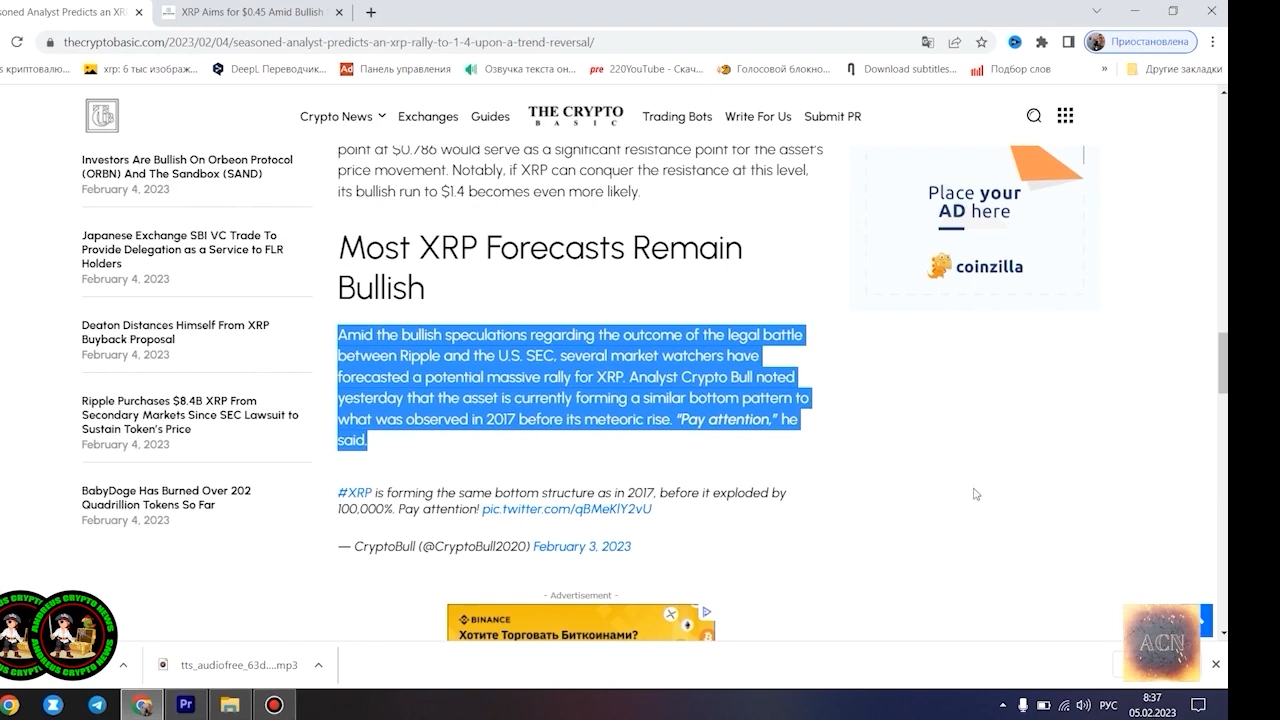 soned Analyst Predicts an XRP
XRP Aims for $0.45 Amid Bullish
thecryptobasic.com/2023/02/04/seasoned-analyst-predicts-an-xrp-rally-to-1-4-upon-a-trend-reversal/
Приостановлена
s криптовалю...
xrp: 6 тыс изображ...
DeepL Переводчик...
Панель управления
Озвучка текста он...
220YouTube - Скач...
Голосовой блокно...
Download subtitles...
Подбор слов
»
Другие закладки
Crypto News
Exchanges
Guides
THE CRYPTO
BASIC
Trading Bots
Write For Us
Submit PR
Investors Are Bullish On Orbeon Protocol
(ORBN) And The Sandbox (SAND)
February 4, 2023
Japanese Exchange SBI VC Trade To
Provide Delegation as a Service to FLR
Holders
February 4, 2023
Deaton Distances Himself From XRP
Buyback Proposal
February 4, 2023
Ripple Purchases $8.4B XRP From
Secondary Markets Since SEC Lawsuit to
Sustain Token’s Price
February 4, 2023
BabyDoge Has Burned Over 202
Quadrillion Tokens So Far
February 4, 2023
point at $0.786 would serve as a significant resistance point for the asset’s
price movement. Notably, if XRP can conquer the resistance at this level,
its bullish run to $1.4 becomes even more likely.
Most XRP Forecasts Remain
Bullish
Amid the bullish speculations regarding the outcome of the legal battle
between Ripple and the U.S. SEC, several market watchers have
forecasted a potential massive rally for XRP. Analyst Crypto Bull noted
yesterday that the asset is currently forming a similar bottom pattern to
what was observed in 2017 before its meteoric rise. “Pay attention,” he
said.
#XRP is forming the same bottom structure as in 2017, before it exploded by
100,000%. Pay attention! pic.twitter.com/qBMeKlY2vU
— CryptoBull (@CryptoBull2020) February 3, 2023
- Advertisement -
BINANCE
Хотите Торговать Биткоинами?
Place your
AD here
coinzilla
ANDREUS CRYPTO NEWS
ACN
tts_audiofree_63d....mp3
РУС
8:37
05.02.2023